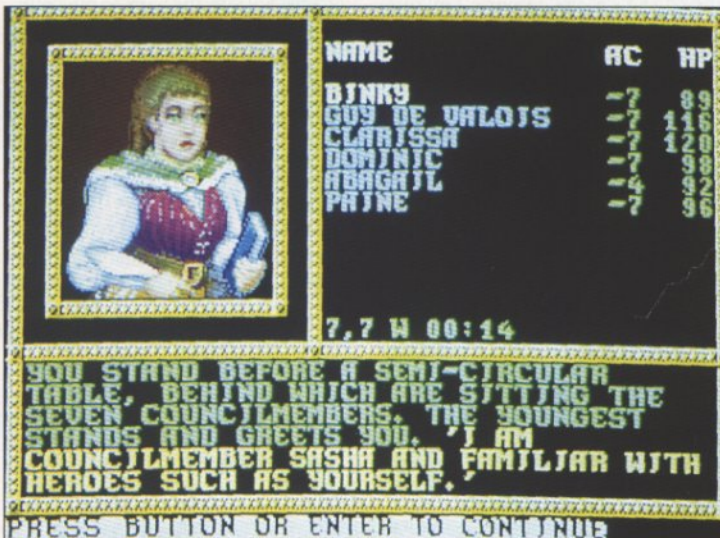 NAME AC HP
BINKY -7 89
GUY DE VALOIS -7 116
CLARISSA -7 120
DOMINIC -7 98
ABAGAIL -4 92
PAINE -7 96
7,7 W 00:14
YOU STAND BEFORE A SEMI-CIRCULAR
TABLE, BEHIND WHICH ARE SITTING THE
SEVEN COUNCILMEMBERS. THE YOUNGEST
STANDS AND GREETS YOU. 'I AM
COUNCILMEMBER SASHA AND FAMILIAR WITH
HEROES SUCH AS YOURSELF.'
PRESS BUTTON OR ENTER TO CONTINUE